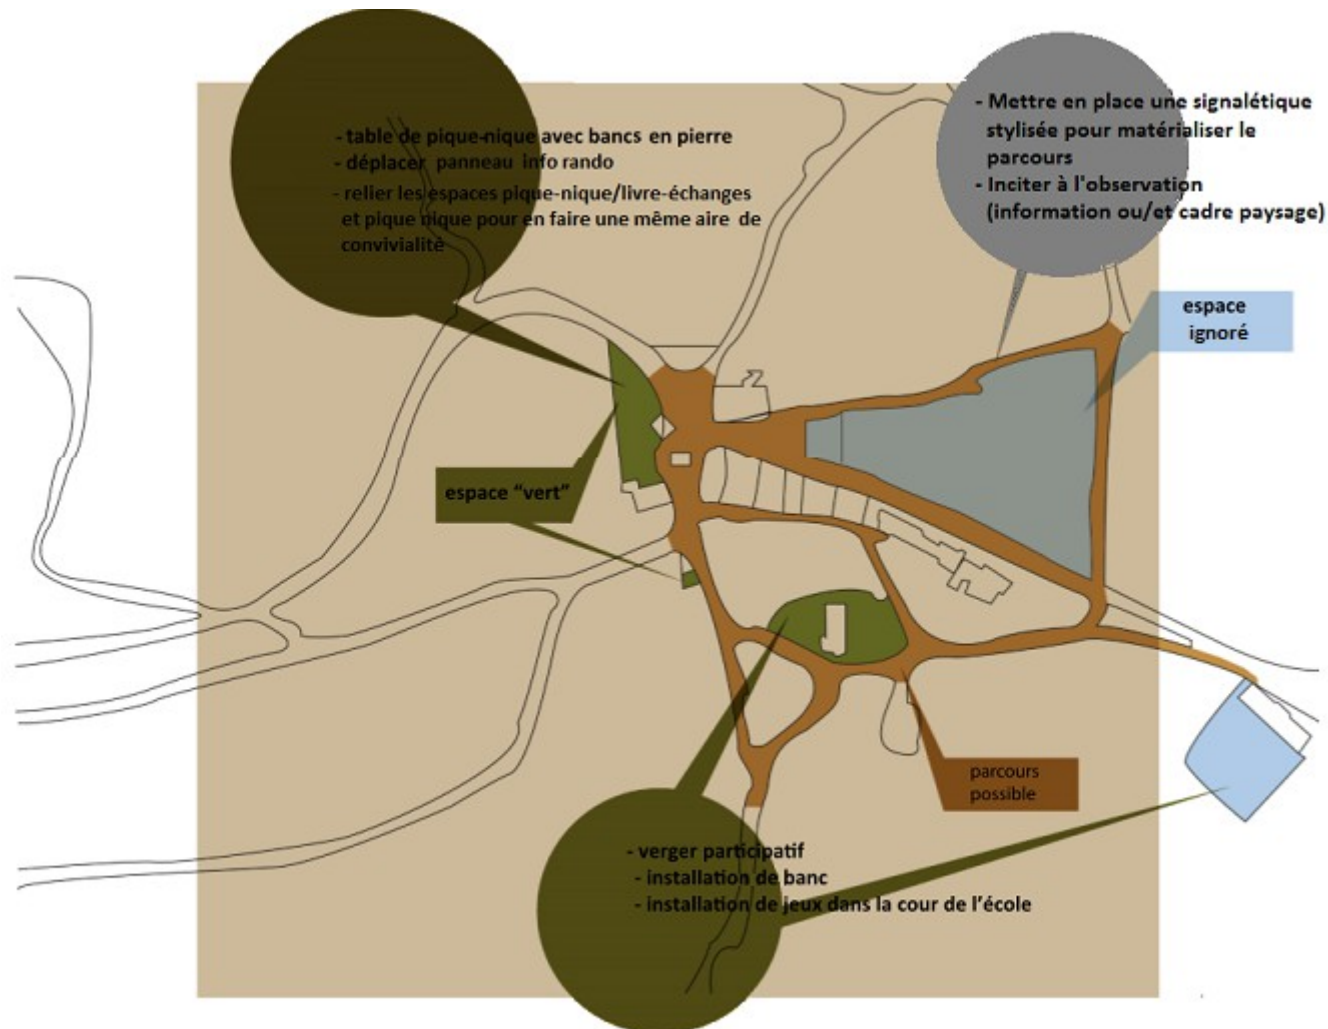 - table de pique-nique avec bancs en pierre
- déplacer panneau info rando
- relier les espaces pique-nique/livre-échanges
et pique nique pour en faire une même aire de
convivialité
- Mettre en place une signalétique
stylisée pour matérialiser le
parcours
- Inciter à l'observation
(information ou/et cadre paysage)
espace
ignoré
espace "vert"
parcours
possible
- verger participatif
- installation de banc
- installation de jeux dans la cour de l'école